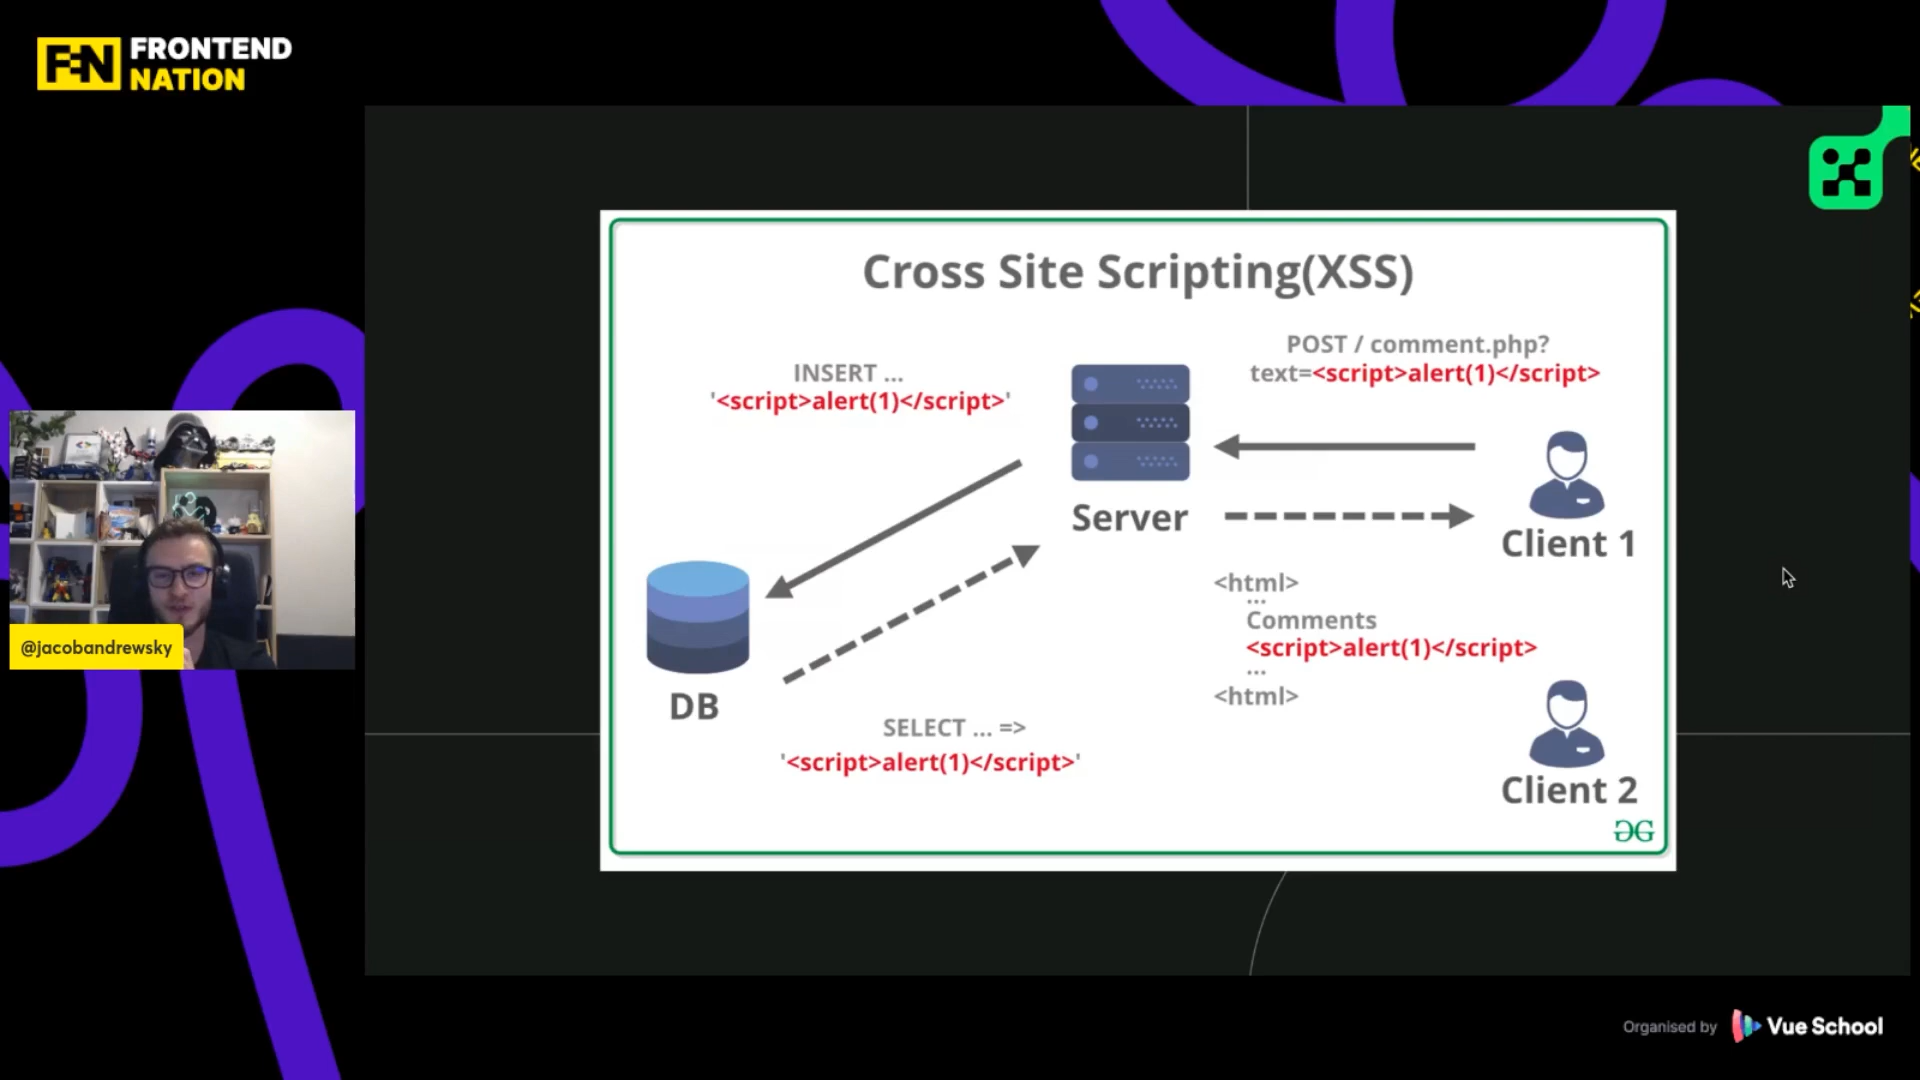 FRONTEND
NATION
Cross Site Scripting(XSS)
INSERT ...
'<script>alert(1)</script>'
POST / comment.php?
text=<script>alert(1)</script>
Server
Client 1
DB
<html>
...
Comments
<script>alert(1)</script>
...
<html>
SELECT ... =>
'<script>alert(1)</script>'
Client 2
@jacobandrewsky
Organised by Vue School